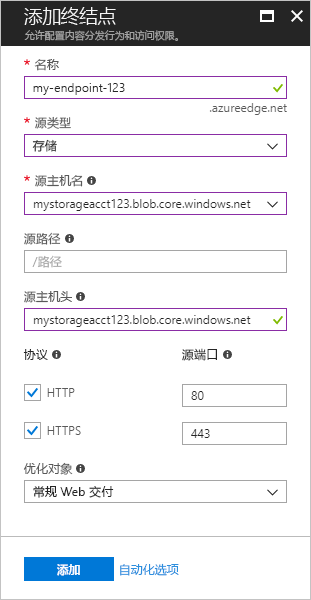 添加终结点
允许配置内容分发行为和访问权限。
* 名称
my-endpoint-123
.azureedge.net
* 源类型
存储
* 源主机名
mystorageacct123.blob.core.windows.net
源路径
/路径
源主机头
mystorageacct123.blob.core.windows.net
协议 源端口
HTTP 80
HTTPS 443
优化对象
常规 Web 交付
添加 自动化选项